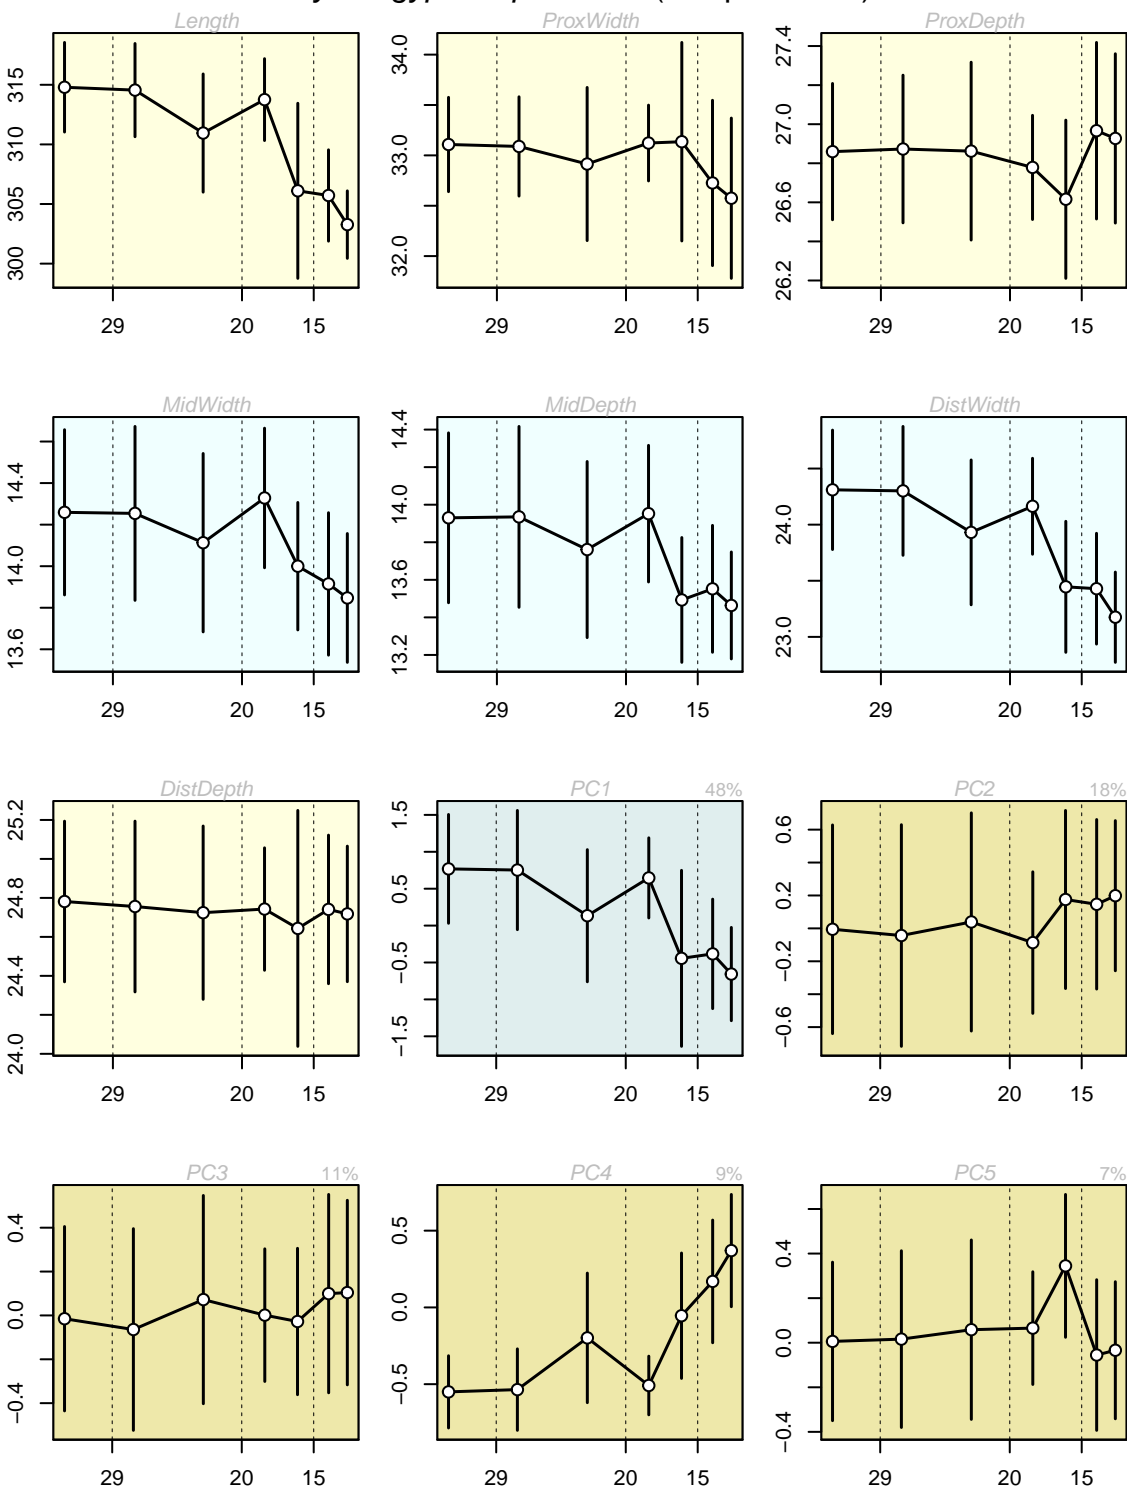 Length
300 305 310 315
29 20 15
ProxWidth
32.0 33.0 34.0
29 20 15
ProxDepth
26.2 26.6 27.0 27.4
29 20 15
MidWidth
13.6 14.0 14.4
29 20 15
MidDepth
13.2 13.6 14.0 14.4
29 20 15
DistWidth
23.0 24.0
29 20 15
DistDepth
24.0 24.4 24.8 25.2
29 20 15
PC1 48%
−1.5 −0.5 0.5 1.5
29 20 15
PC2 18%
−0.6 −0.2 0.2 0.6
29 20 15
PC3 11%
−0.4 0.0 0.4
29 20 15
PC4 9%
−0.5 0.0 0.5
29 20 15
PC5 7%
−0.4 0.0 0.4
29 20 15